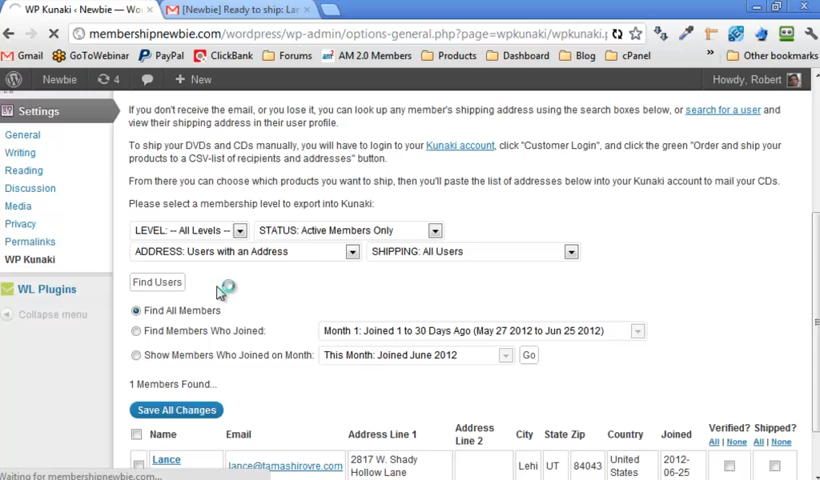 WP Kunaki ‹ Newbie — Wo
[Newbie] Ready to ship: Lar
membershipnewbie.com/wordpress/wp-admin/options-general.php?page=wpkunaki/wpkunaki.
Gmail GoToWebinar PayPal ClickBank Forums AM 2.0 Members Products Dashboard Blog cPanel »
Newbie 4 + New Howdy, Robert
Settings
General
Writing
Reading
Discussion
Media
Privacy
Permalinks
WP Kunaki
WL Plugins
Collapse menu
If you don't receive the email, or you lose it, you can look up any member's shipping address using the search boxes below, or search for a user and
view their shipping address in their user profile.
To ship your DVDs and CDs manually, you will have to login to your Kunaki account, click "Customer Login", and click the green "Order and ship your
products to a CSV-list of recipients and addresses" button.
From there you can choose which products you want to ship, then you'll paste the list of addresses below into your Kunaki account to mail your CDs.
Please select a membership level to export into Kunaki:
LEVEL: -- All Levels -- STATUS: Active Members Only
ADDRESS: Users with an Address SHIPPING: All Users
Find Users
Find All Members
Find Members Who Joined: Month 1: Joined 1 to 30 Days Ago (May 27 2012 to Jun 25 2012)
Show Members Who Joined on Month: This Month: Joined June 2012 Go
1 Members Found...
Save All Changes
Name Email Address Line 1 Address Line 2 City State Zip Country Joined Verified? All | None Shipped? All | None
Lance lance@tamashirovre.com 2817 W. Shady Hollow Lane Lehi UT 84043 United States 2012-06-25
Waiting for membershipnewbie.com...